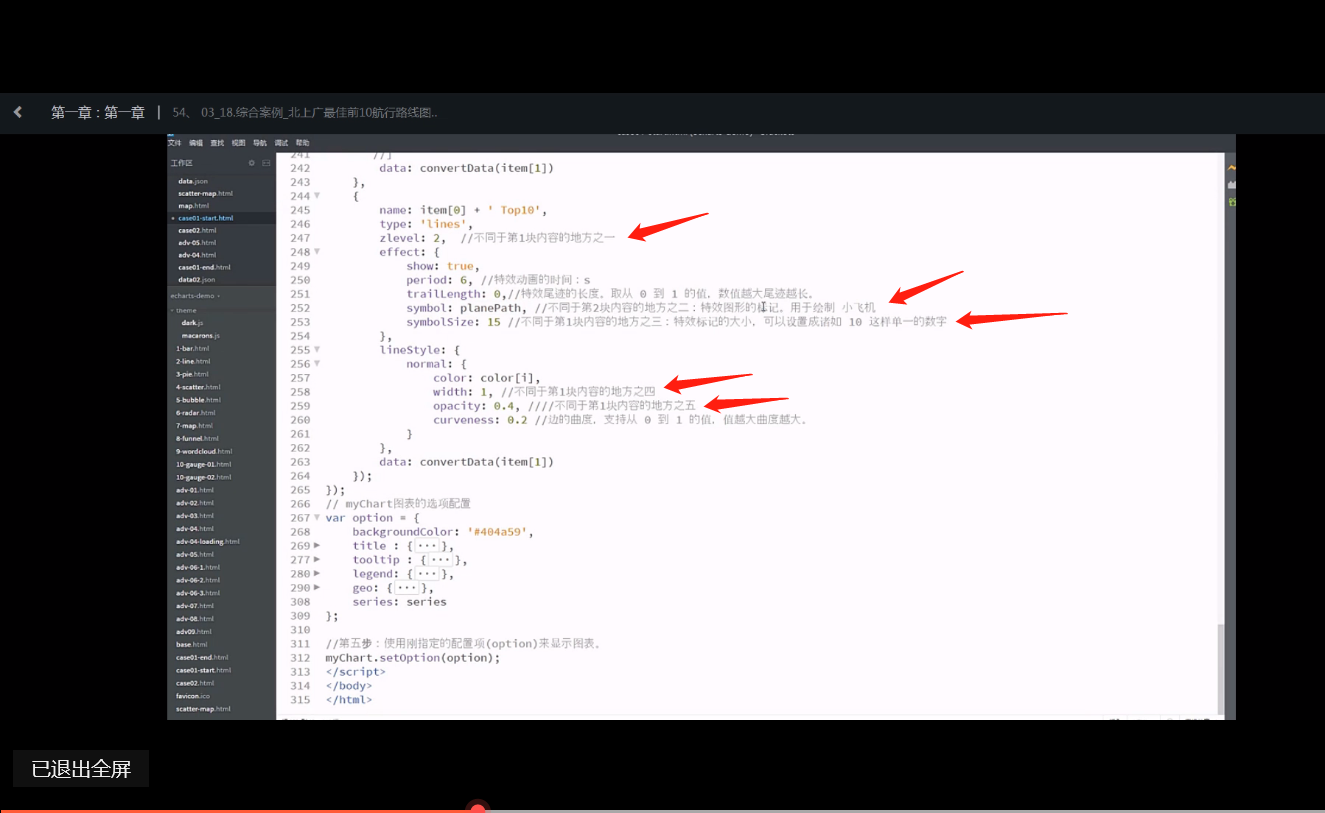 第一章：第一章 | 54、 03_18.综合案例_北上广最佳前10航行路线图..
文件 编辑 查找 视图 导航 调试 帮助
工作区
data.json
scatter-map.html
map.html
case01-start.html
case02.html
adv-05.html
adv-04.html
case01-end.html
data02.json
echarts-demo
theme
dark.js
macarons.js
1-bar.html
2-line.html
3-pie.html
4-scatter.html
5-bubble.html
6-radar.html
7-map.html
8-funnel.html
9-wordcloud.html
10-gauge-01.html
10-gauge-02.html
adv-01.html
adv-02.html
adv-03.html
adv-04.html
adv-04-loading.html
adv-05.html
adv-06-1.html
adv-06-2.html
adv-06-3.html
adv-07.html
adv-08.html
adv09.html
base.html
case01-end.html
case01-start.html
case02.html
favicon.ico
scatter-map.html
241 //}
242 data: convertData(item[1])
243 },
244 {
245 name: item[0] + ' Top10',
246 type: 'lines',
247 zlevel: 2, //不同于第1块内容的地方之一
248 effect: {
249 show: true,
250 period: 6, //特效动画的时间：s
251 trailLength: 0,//特效尾迹的长度。取从 0 到 1 的值，数值越大尾迹越长。
252 symbol: planePath, //不同于第2块内容的地方之二：特效图形的标记。用于绘制 小飞机
253 symbolSize: 15 //不同于第1块内容的地方之三：特效标记的大小，可以设置成诸如 10 这样单一的数字
254 },
255 lineStyle: {
256 normal: {
257 color: color[i],
258 width: 1, //不同于第1块内容的地方之四
259 opacity: 0.4, ////不同于第1块内容的地方之五
260 curveness: 0.2 //边的曲度，支持从 0 到 1 的值，值越大曲度越大。
261 }
262 },
263 data: convertData(item[1])
264 });
265 });
266 // myChart图表的选项配置
267 var option = {
268 backgroundColor: '#404a59',
269 title : {···},
277 tooltip : {···},
280 legend: {···},
290 geo: {···},
308 series: series
309 };
310
311 //第五步：使用刚指定的配置项(option)来显示图表。
312 myChart.setOption(option);
313 </script>
314 </body>
315 </html>
已退出全屏